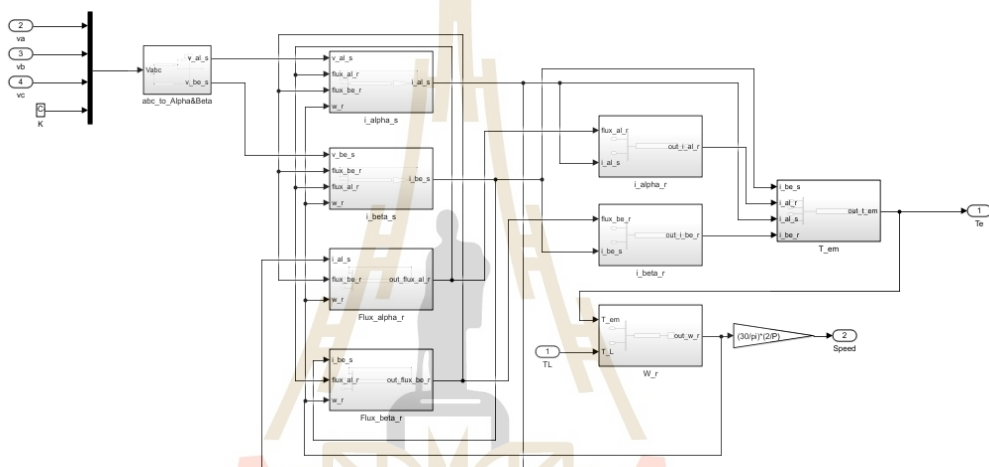 2
va
3
vb
4
vc
C
K
Vabc
v_al_s
v_be_s
abc_to_Alpha&Beta
v_al_s
flux_al_r
flux_be_r
w_r
i_al_s
i_alpha_s
v_be_s
flux_be_r
flux_al_r
w_r
i_be_s
i_beta_s
i_al_s
flux_be_r
w_r
out_flux_al_r
Flux_alpha_r
i_be_s
flux_al_r
w_r
out_flux_be_r
Flux_beta_r
flux_al_r
i_al_s
out_i_al_r
i_alpha_r
flux_be_r
i_be_s
out_i_be_r
i_beta_r
i_be_s
i_al_r
i_al_s
i_be_r
out_t_em
T_em
1
Te
1
TL
T_em
T_L
out_w_r
W_r
(30/pi)*(2/P)
2
Speed